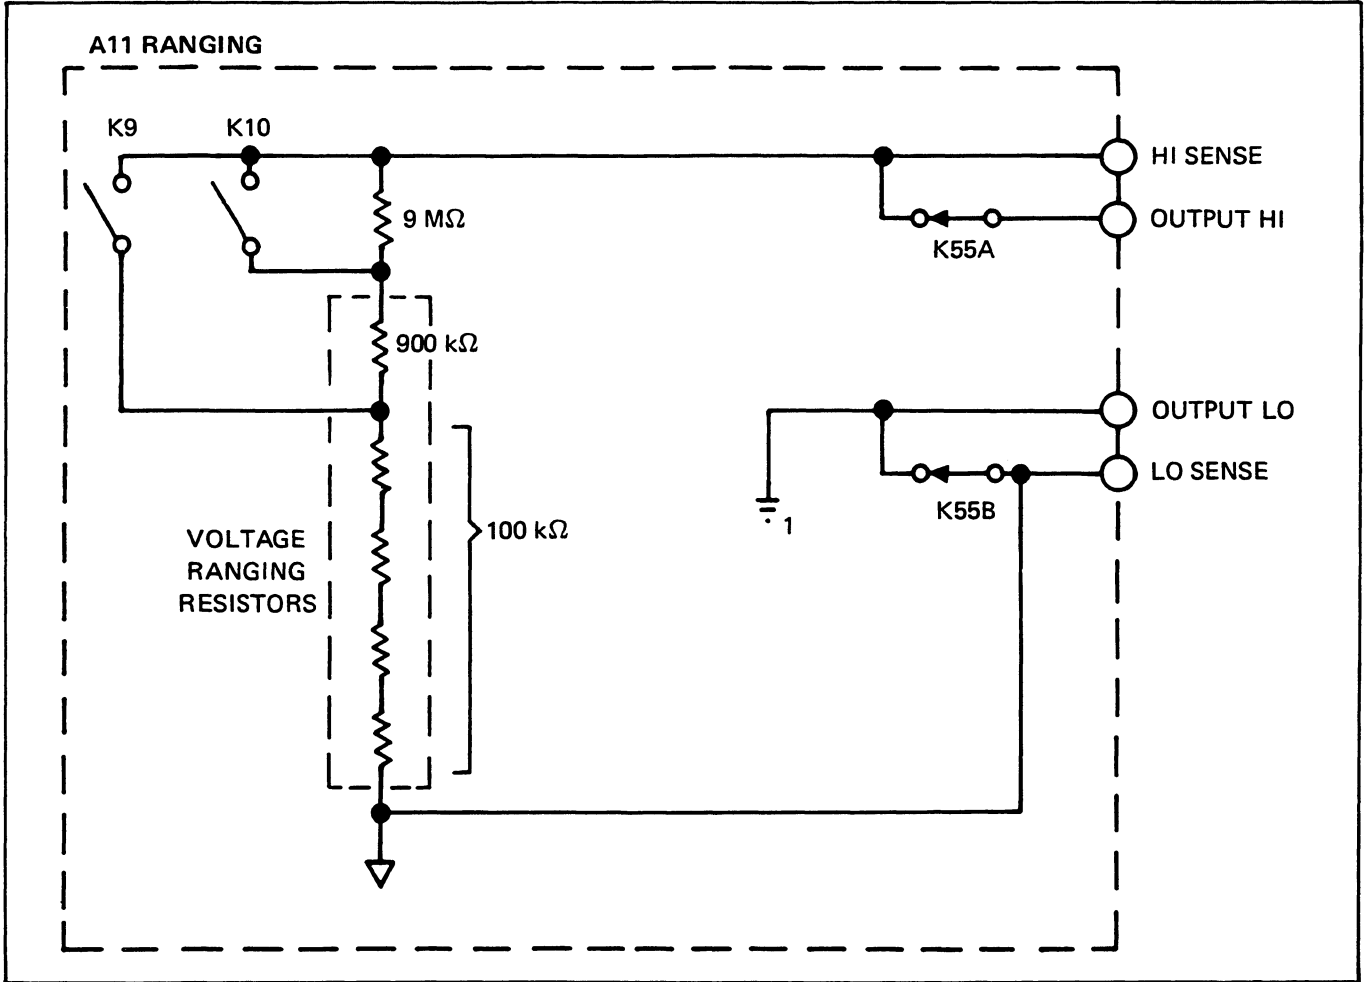 A11 RANGING
K9
K10
HI SENSE
9 MΩ
OUTPUT HI
K55A
900 kΩ
OUTPUT LO
LO SENSE
K55B
1
100 kΩ
VOLTAGE
RANGING
RESISTORS